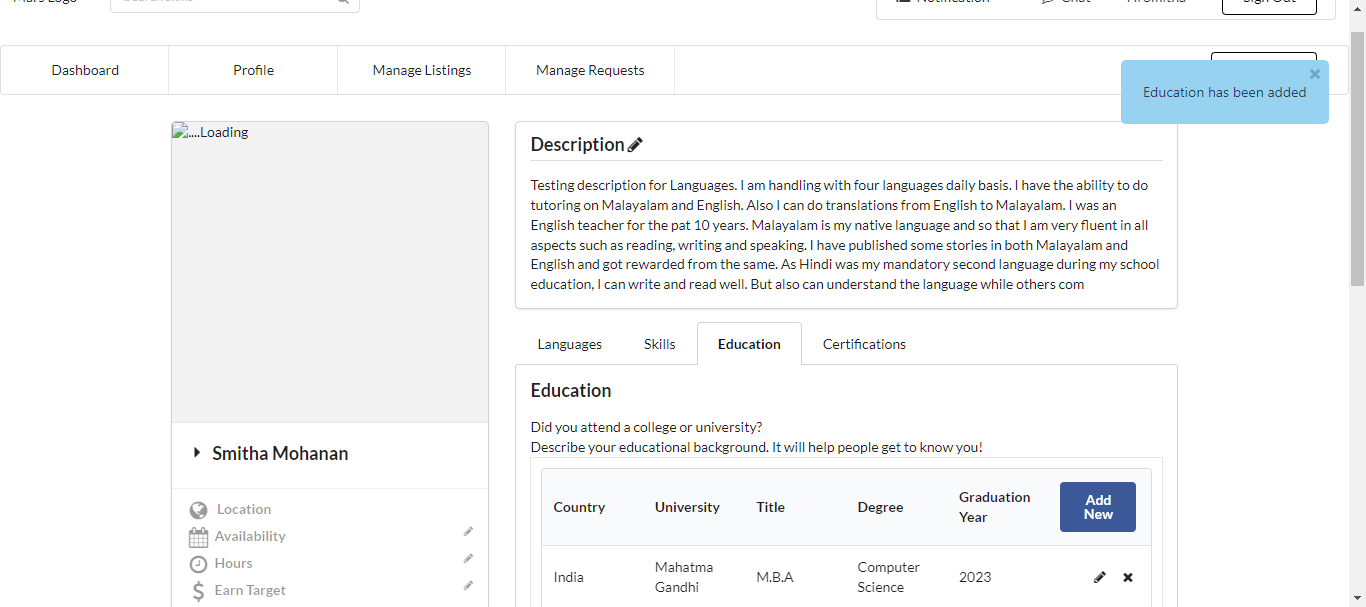 Mars Logo
Search skills
Notification
Chat
Hi Smitha
Sign Out
Dashboard
Profile
Manage Listings
Manage Requests
Education has been added
....Loading
Description
Testing description for Languages. I am handling with four languages daily basis. I have the ability to do
tutoring on Malayalam and English. Also I can do translations from English to Malayalam. I was an
English teacher for the pat 10 years. Malayalam is my native language and so that I am very fluent in all
aspects such as reading, writing and speaking. I have published some stories in both Malayalam and
English and got rewarded from the same. As Hindi was my mandatory second language during my school
education, I can write and read well. But also can understand the language while others com
Languages
Skills
Education
Certifications
Education
Did you attend a college or university?
Describe your educational background. It will help people get to know you!
Country
University
Title
Degree
Graduation
Year
Add
New
India
Mahatma
Gandhi
M.B.A
Computer
Science
2023
Smitha Mohanan
Location
Availability
Hours
Earn Target